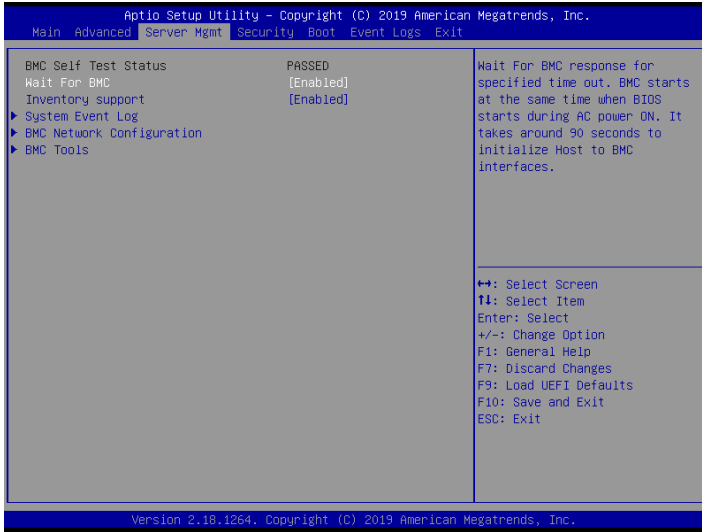 Aptio Setup Utility – Copyright (C) 2019 American Megatrends, Inc.
Main Advanced Server Mgmt Security Boot Event Logs Exit
BMC Self Test Status PASSED
Wait For BMC [Enabled]
Inventory support [Enabled]
System Event Log
BMC Network Configuration
BMC Tools
Wait For BMC response for
specified time out. BMC starts
at the same time when BIOS
starts during AC power ON. It
takes around 90 seconds to
initialize Host to BMC
interfaces.
↔: Select Screen
↑↓: Select Item
Enter: Select
+/-: Change Option
F1: General Help
F7: Discard Changes
F9: Load UEFI Defaults
F10: Save and Exit
ESC: Exit
Version 2.18.1264. Copyright (C) 2019 American Megatrends, Inc.